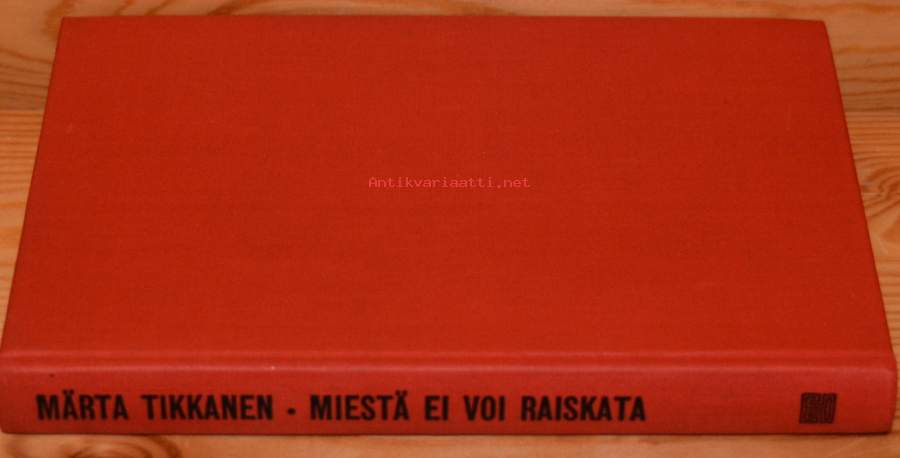 Antikvariaatti.net
MÄRTA TIKKANEN · MIESTÄ EI VOI RAISKATA